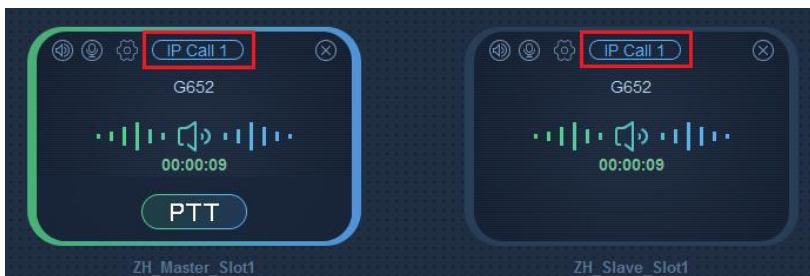 IP Call 1
G652
00:00:09
PTT
ZH_Master_Slot1
IP Call 1
G652
00:00:09
ZH_Slave_Slot1